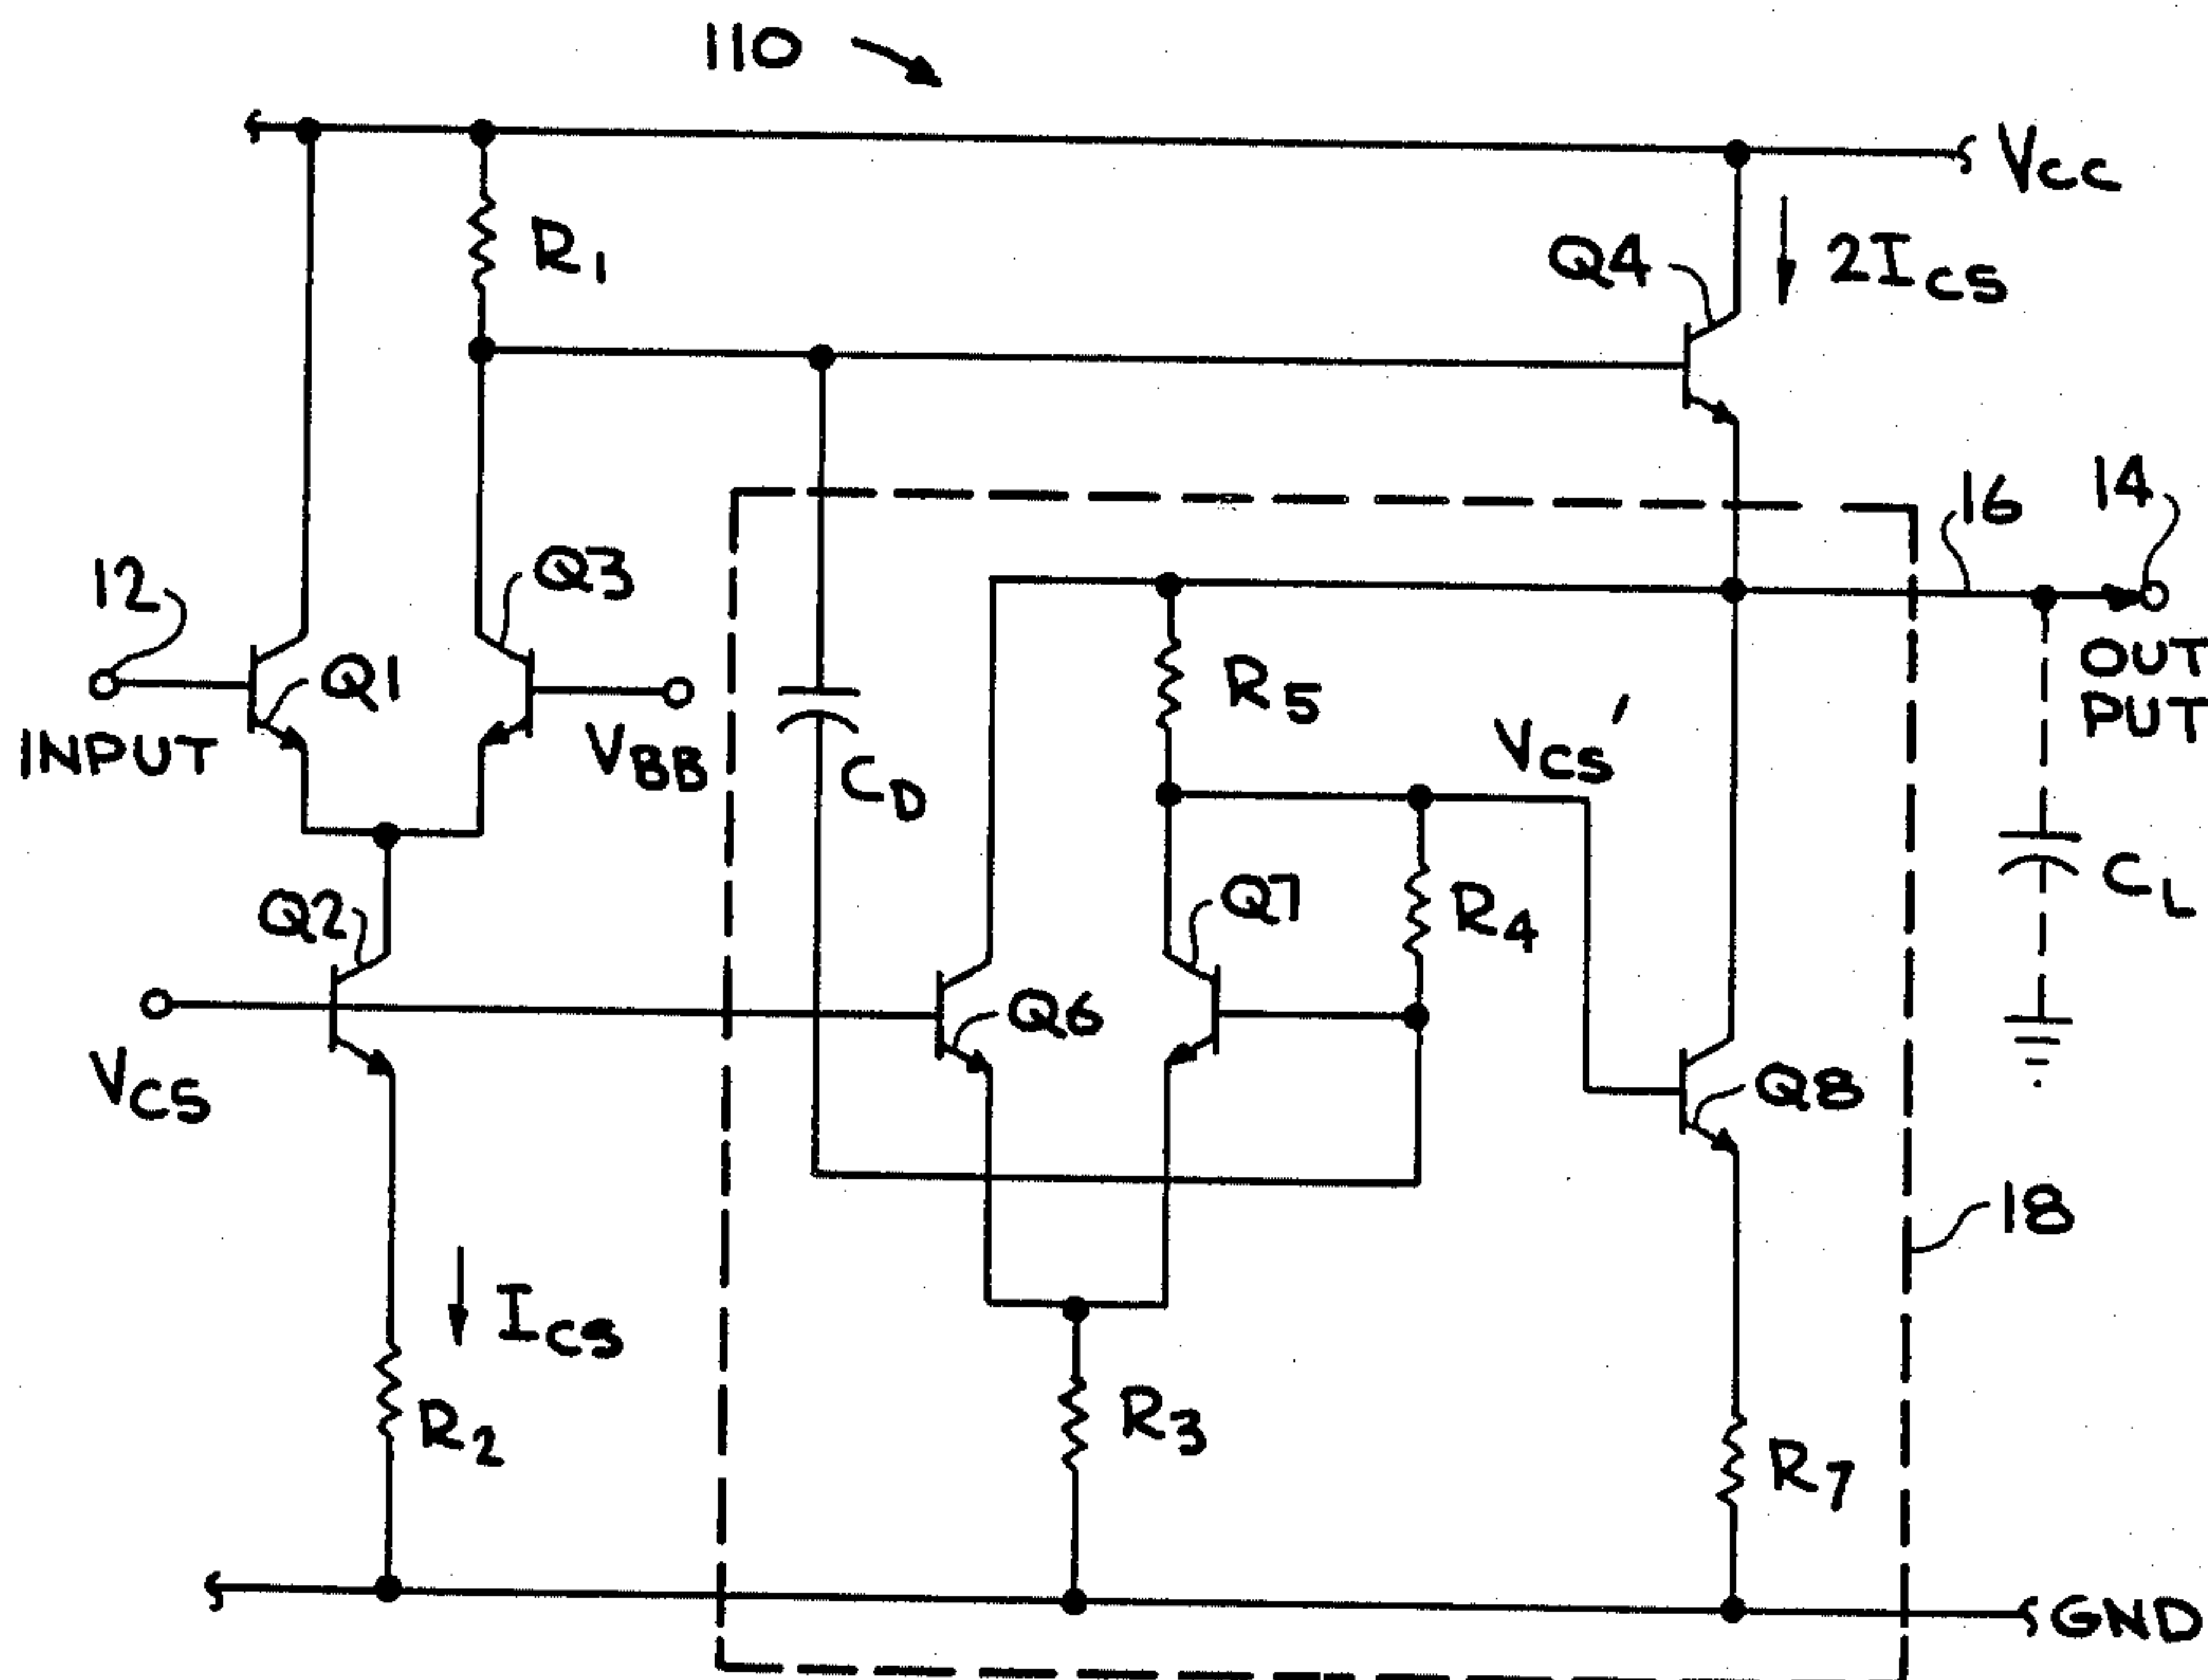 110
VCC
R1
Q4
2ICS
16
14
12
Q3
Q1
INPUT
VBB
CD
R5
VCS'
OUT
PUT
Q2
Q7
R4
CL
VCS
Q6
Q8
18
ICS
R2
R3
R7
GND